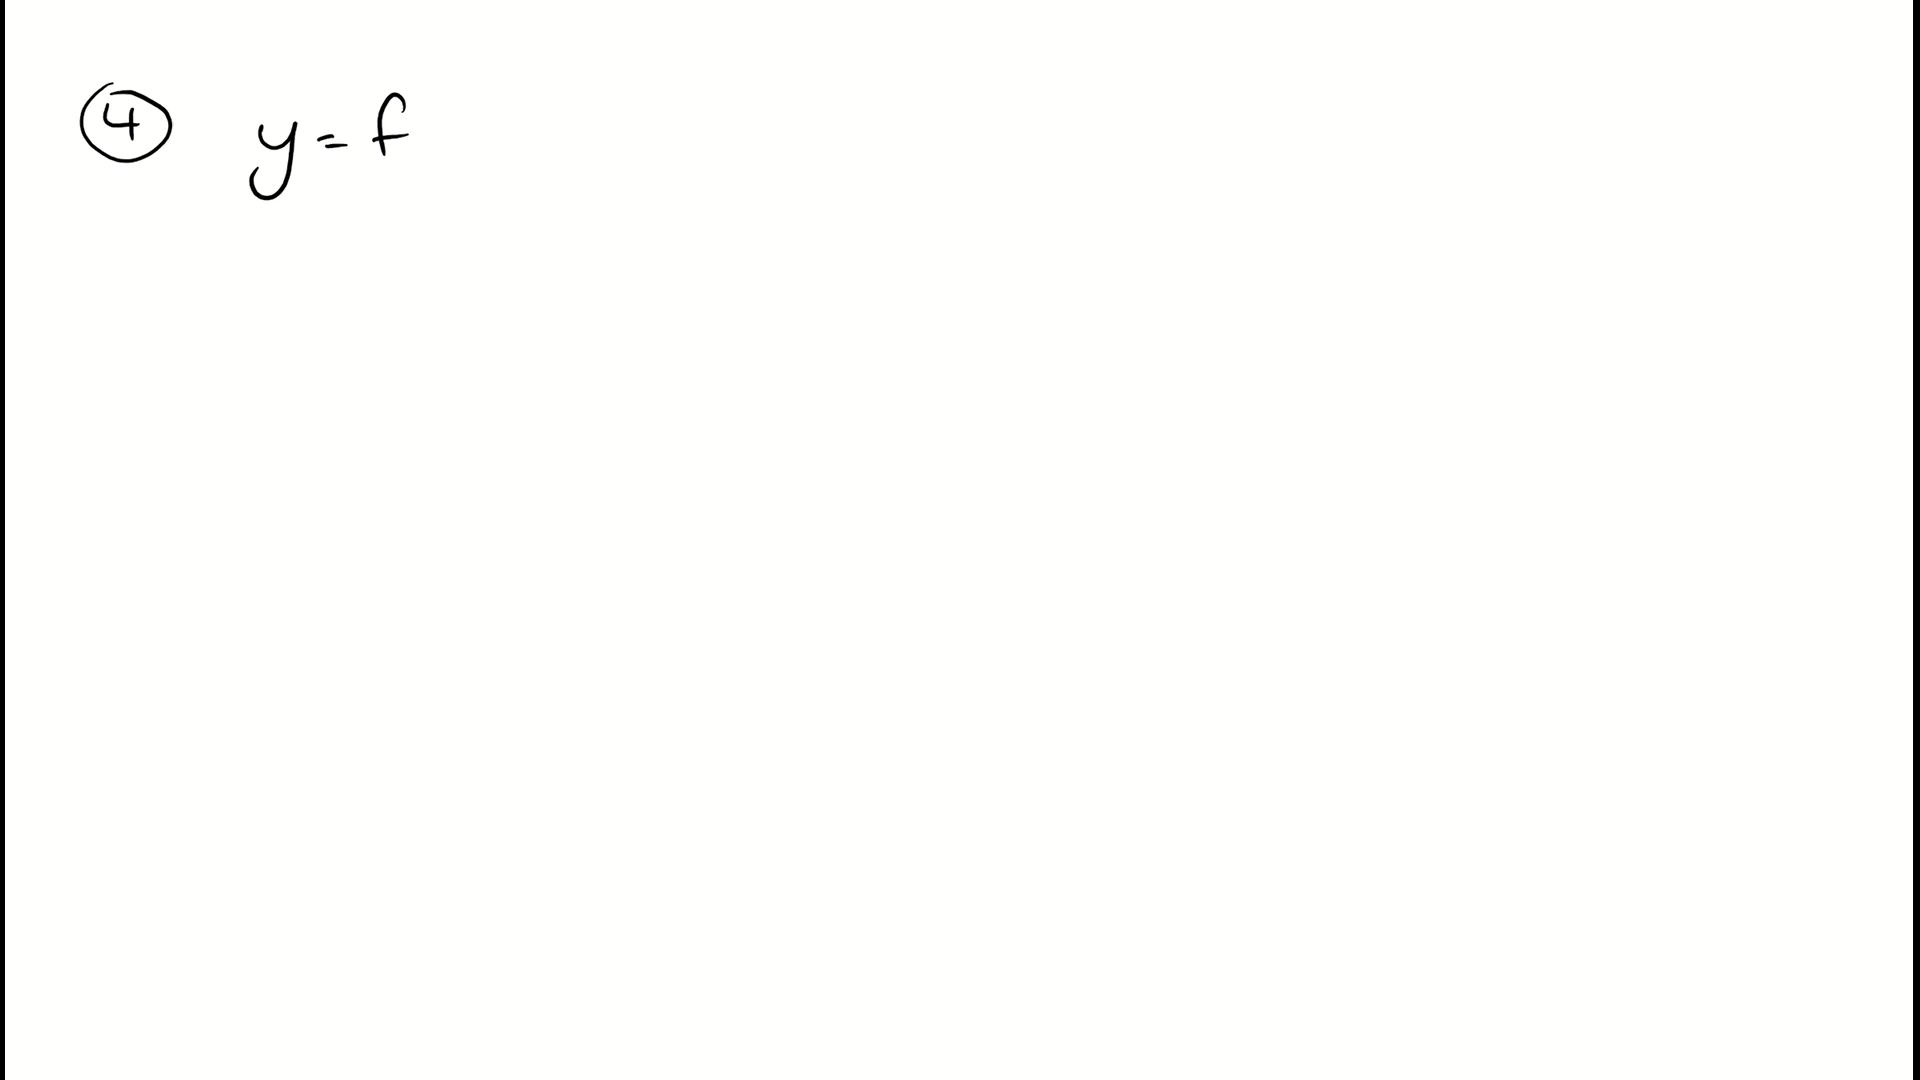 ④ y = f